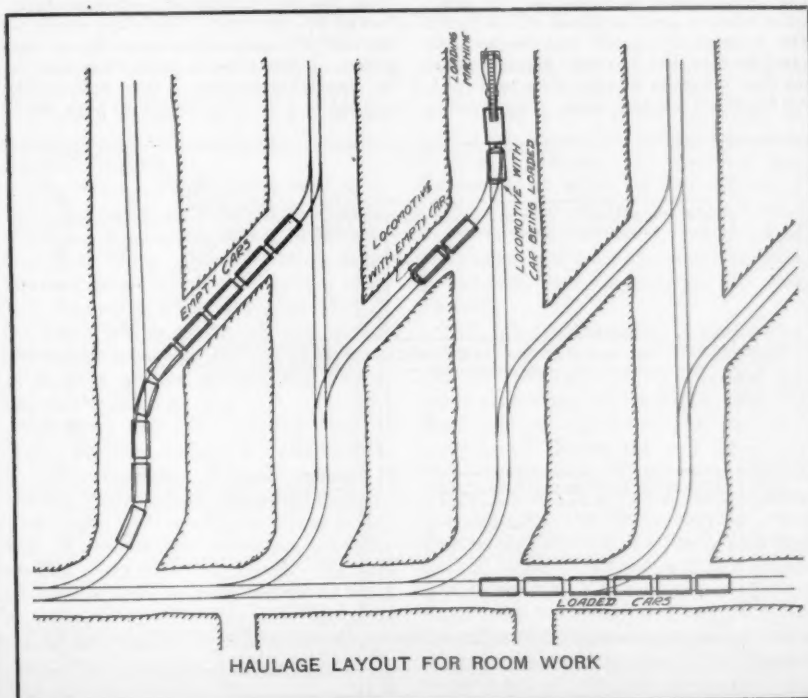 LOADING
MACHINE
EMPTY CARS
LOCOMOTIVE
WITH EMPTY CARS
LOCOMOTIVE WITH
CAR BEING LOADED
LOADED CARS
HAULAGE LAYOUT FOR ROOM WORK